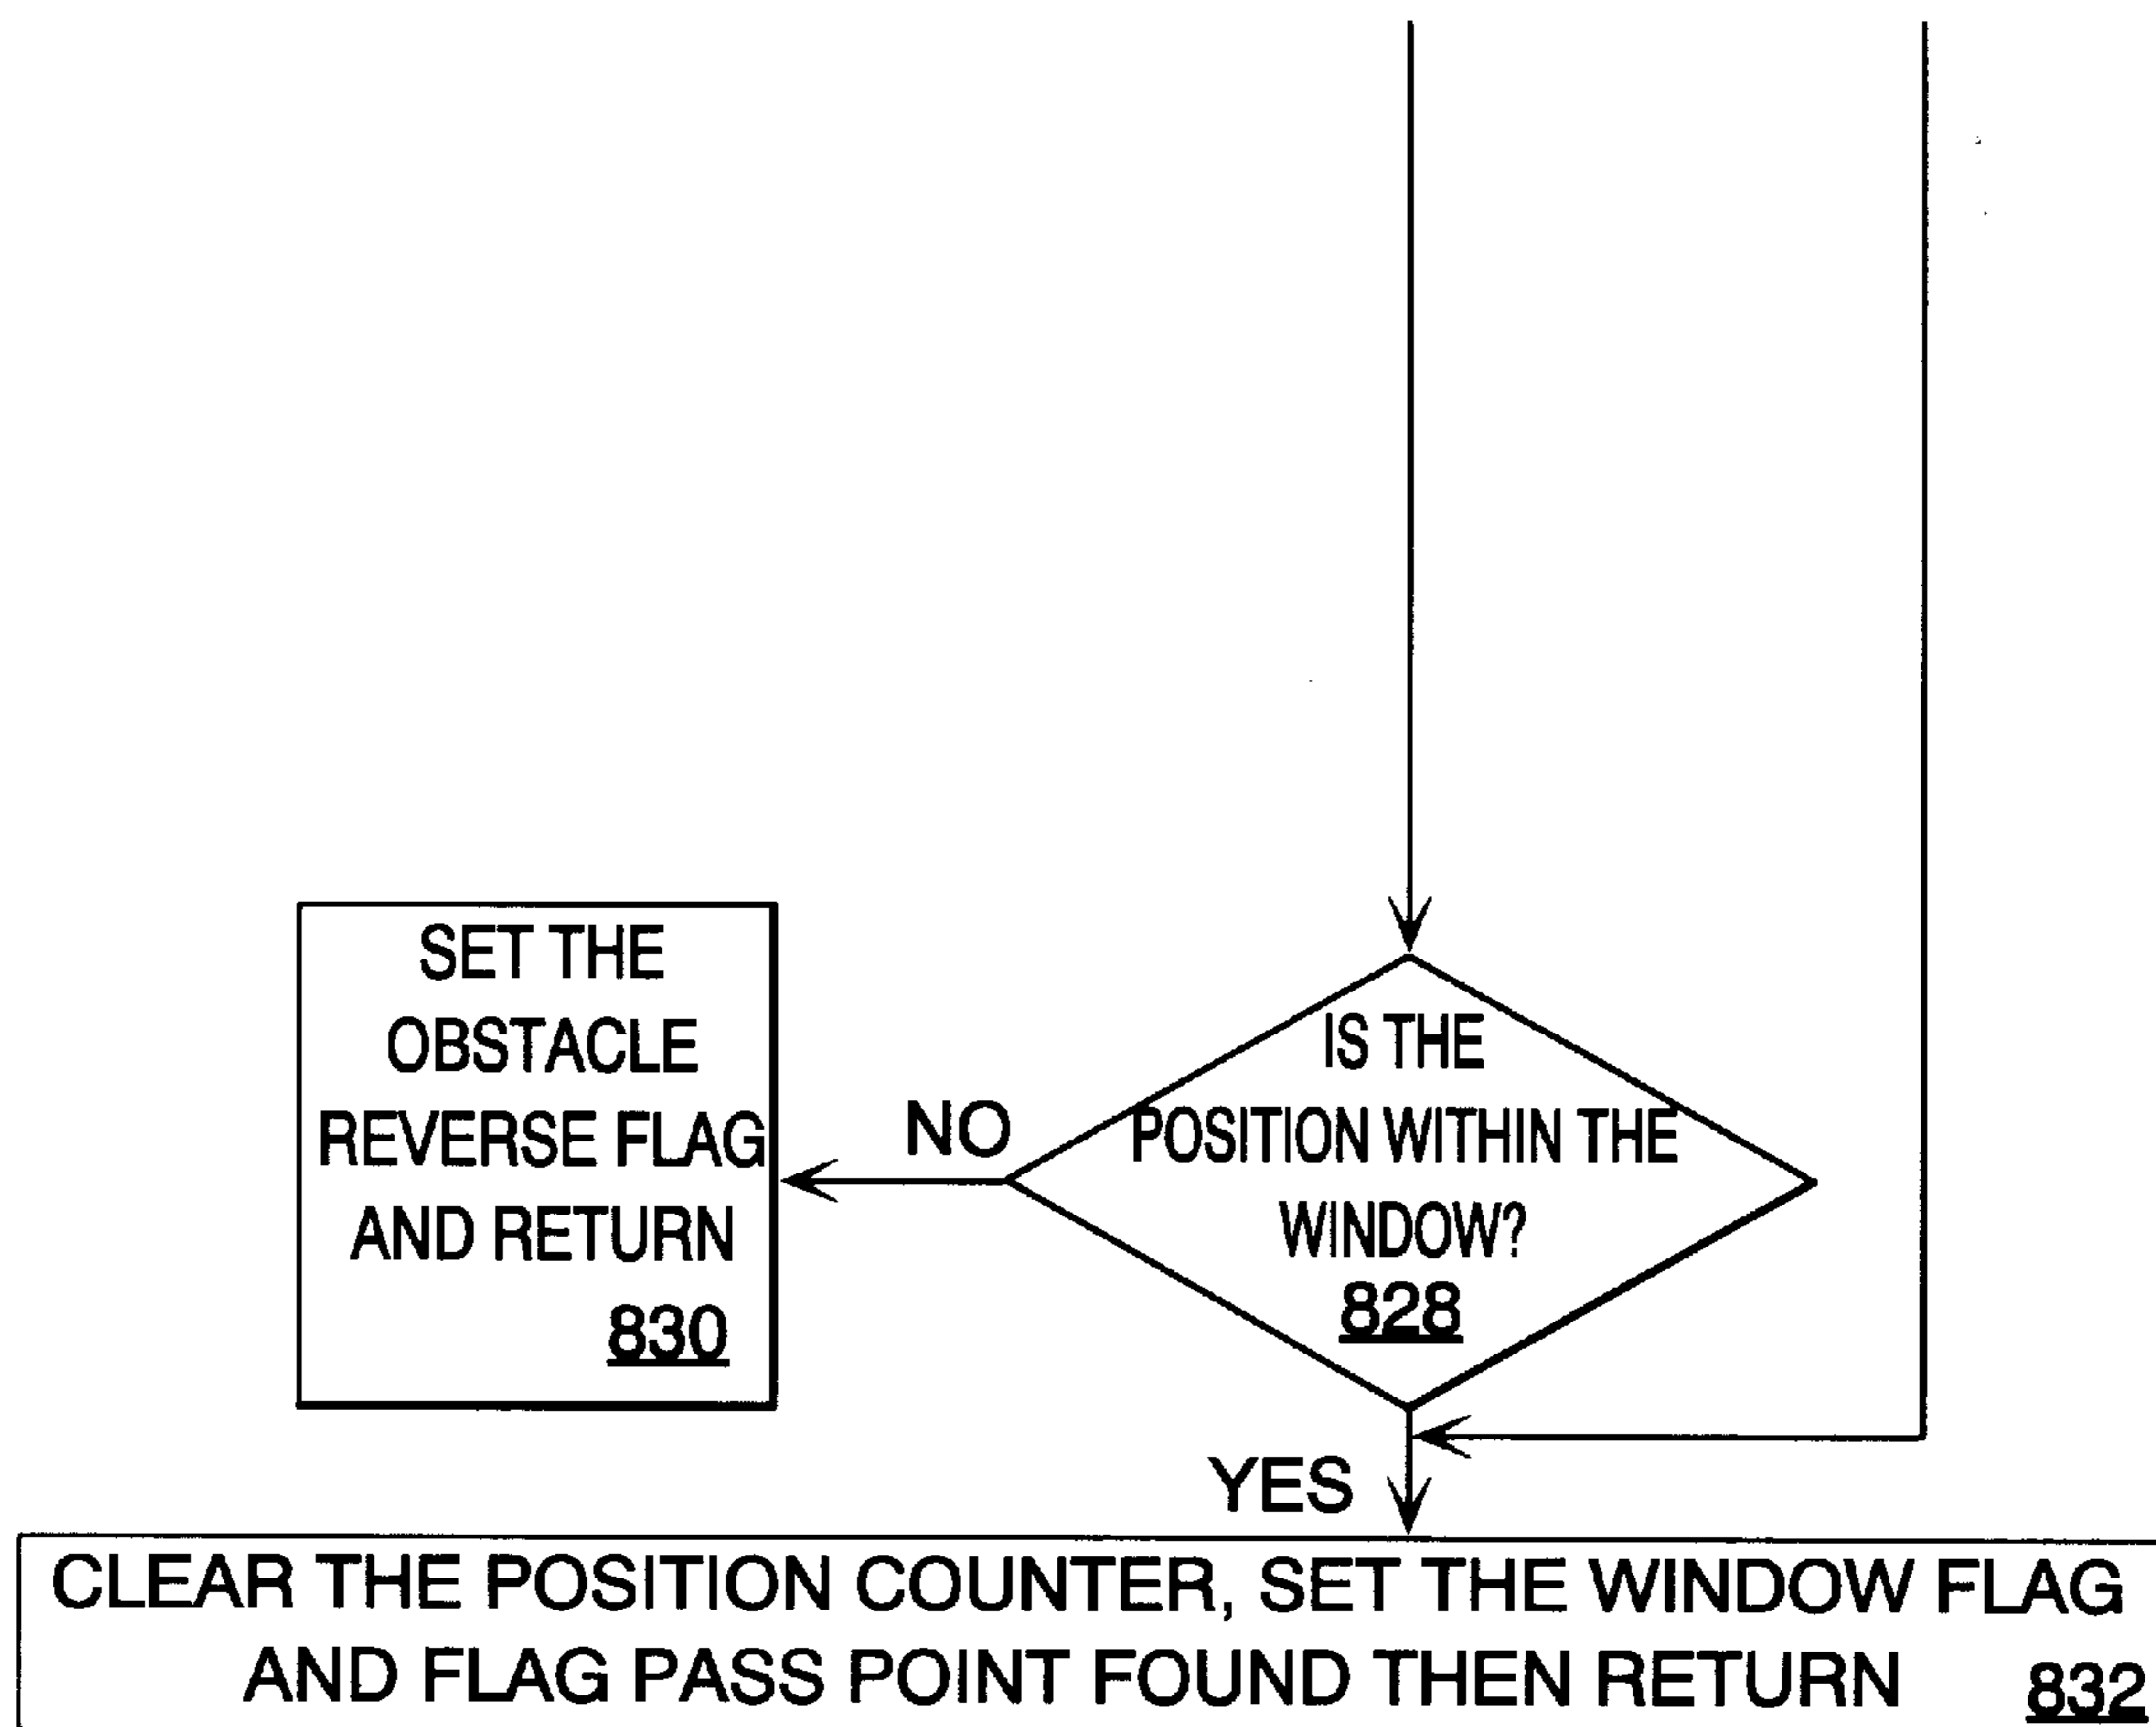 SET THE
OBSTACLE
REVERSE FLAG
AND RETURN
830
NO
IS THE
POSITION WITHIN THE
WINDOW?
828
YES
CLEAR THE POSITION COUNTER, SET THE WINDOW FLAG
AND FLAG PASS POINT FOUND THEN RETURN 832